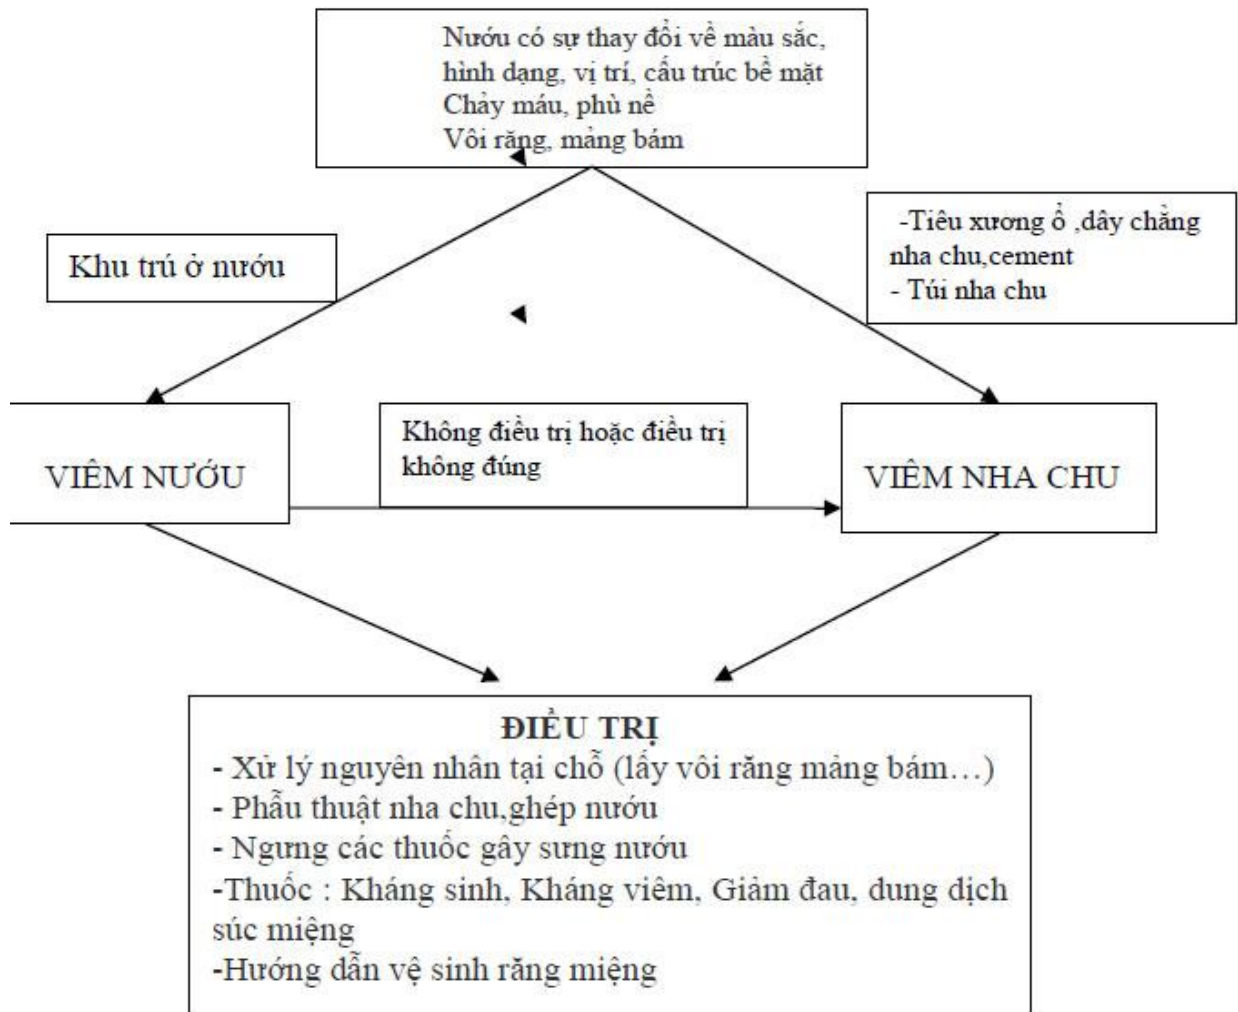 Nướu có sự thay đổi về màu sắc,
hình dạng, vị trí, cấu trúc bề mặt
Chảy máu, phù nề
Vôi răng, mảng bám
Khu trú ở nướu
-Tiêu xương ổ ,dây chằng
nha chu,cement
- Túi nha chu
VIÊM NƯỚU
Không điều trị hoặc điều trị
không đúng
VIÊM NHA CHU
ĐIỀU TRỊ
- Xử lý nguyên nhân tại chỗ (lấy vôi răng mảng bám…)
- Phẫu thuật nha chu,ghép nướu
- Ngưng các thuốc gây sưng nướu
-Thuốc : Kháng sinh, Kháng viêm, Giảm đau, dung dịch
súc miệng
-Hướng dẫn vệ sinh răng miệng